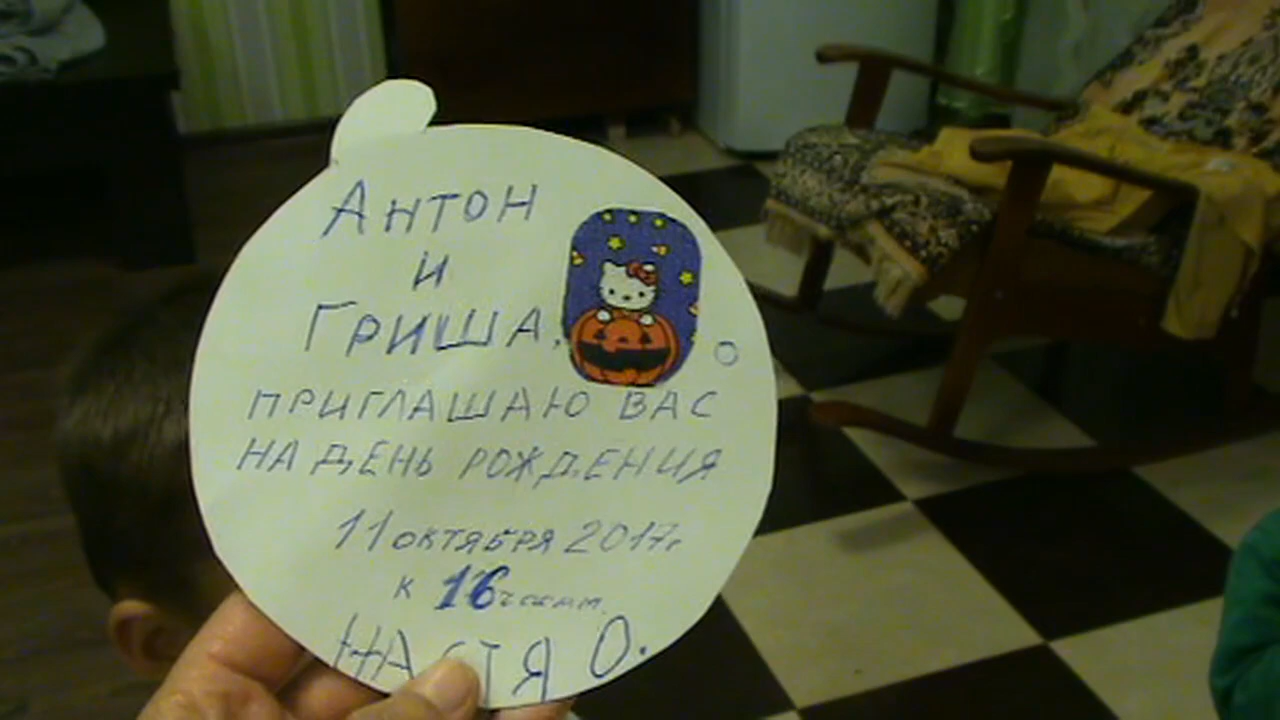 АНТОН
И
ГРИША,
ПРИГЛАШАЮ ВАС
НА ДЕНЬ РОЖДЕНИЯ
11 ОКТЯБРЯ 2017г
К 16 часам.
НАСТЯ О.